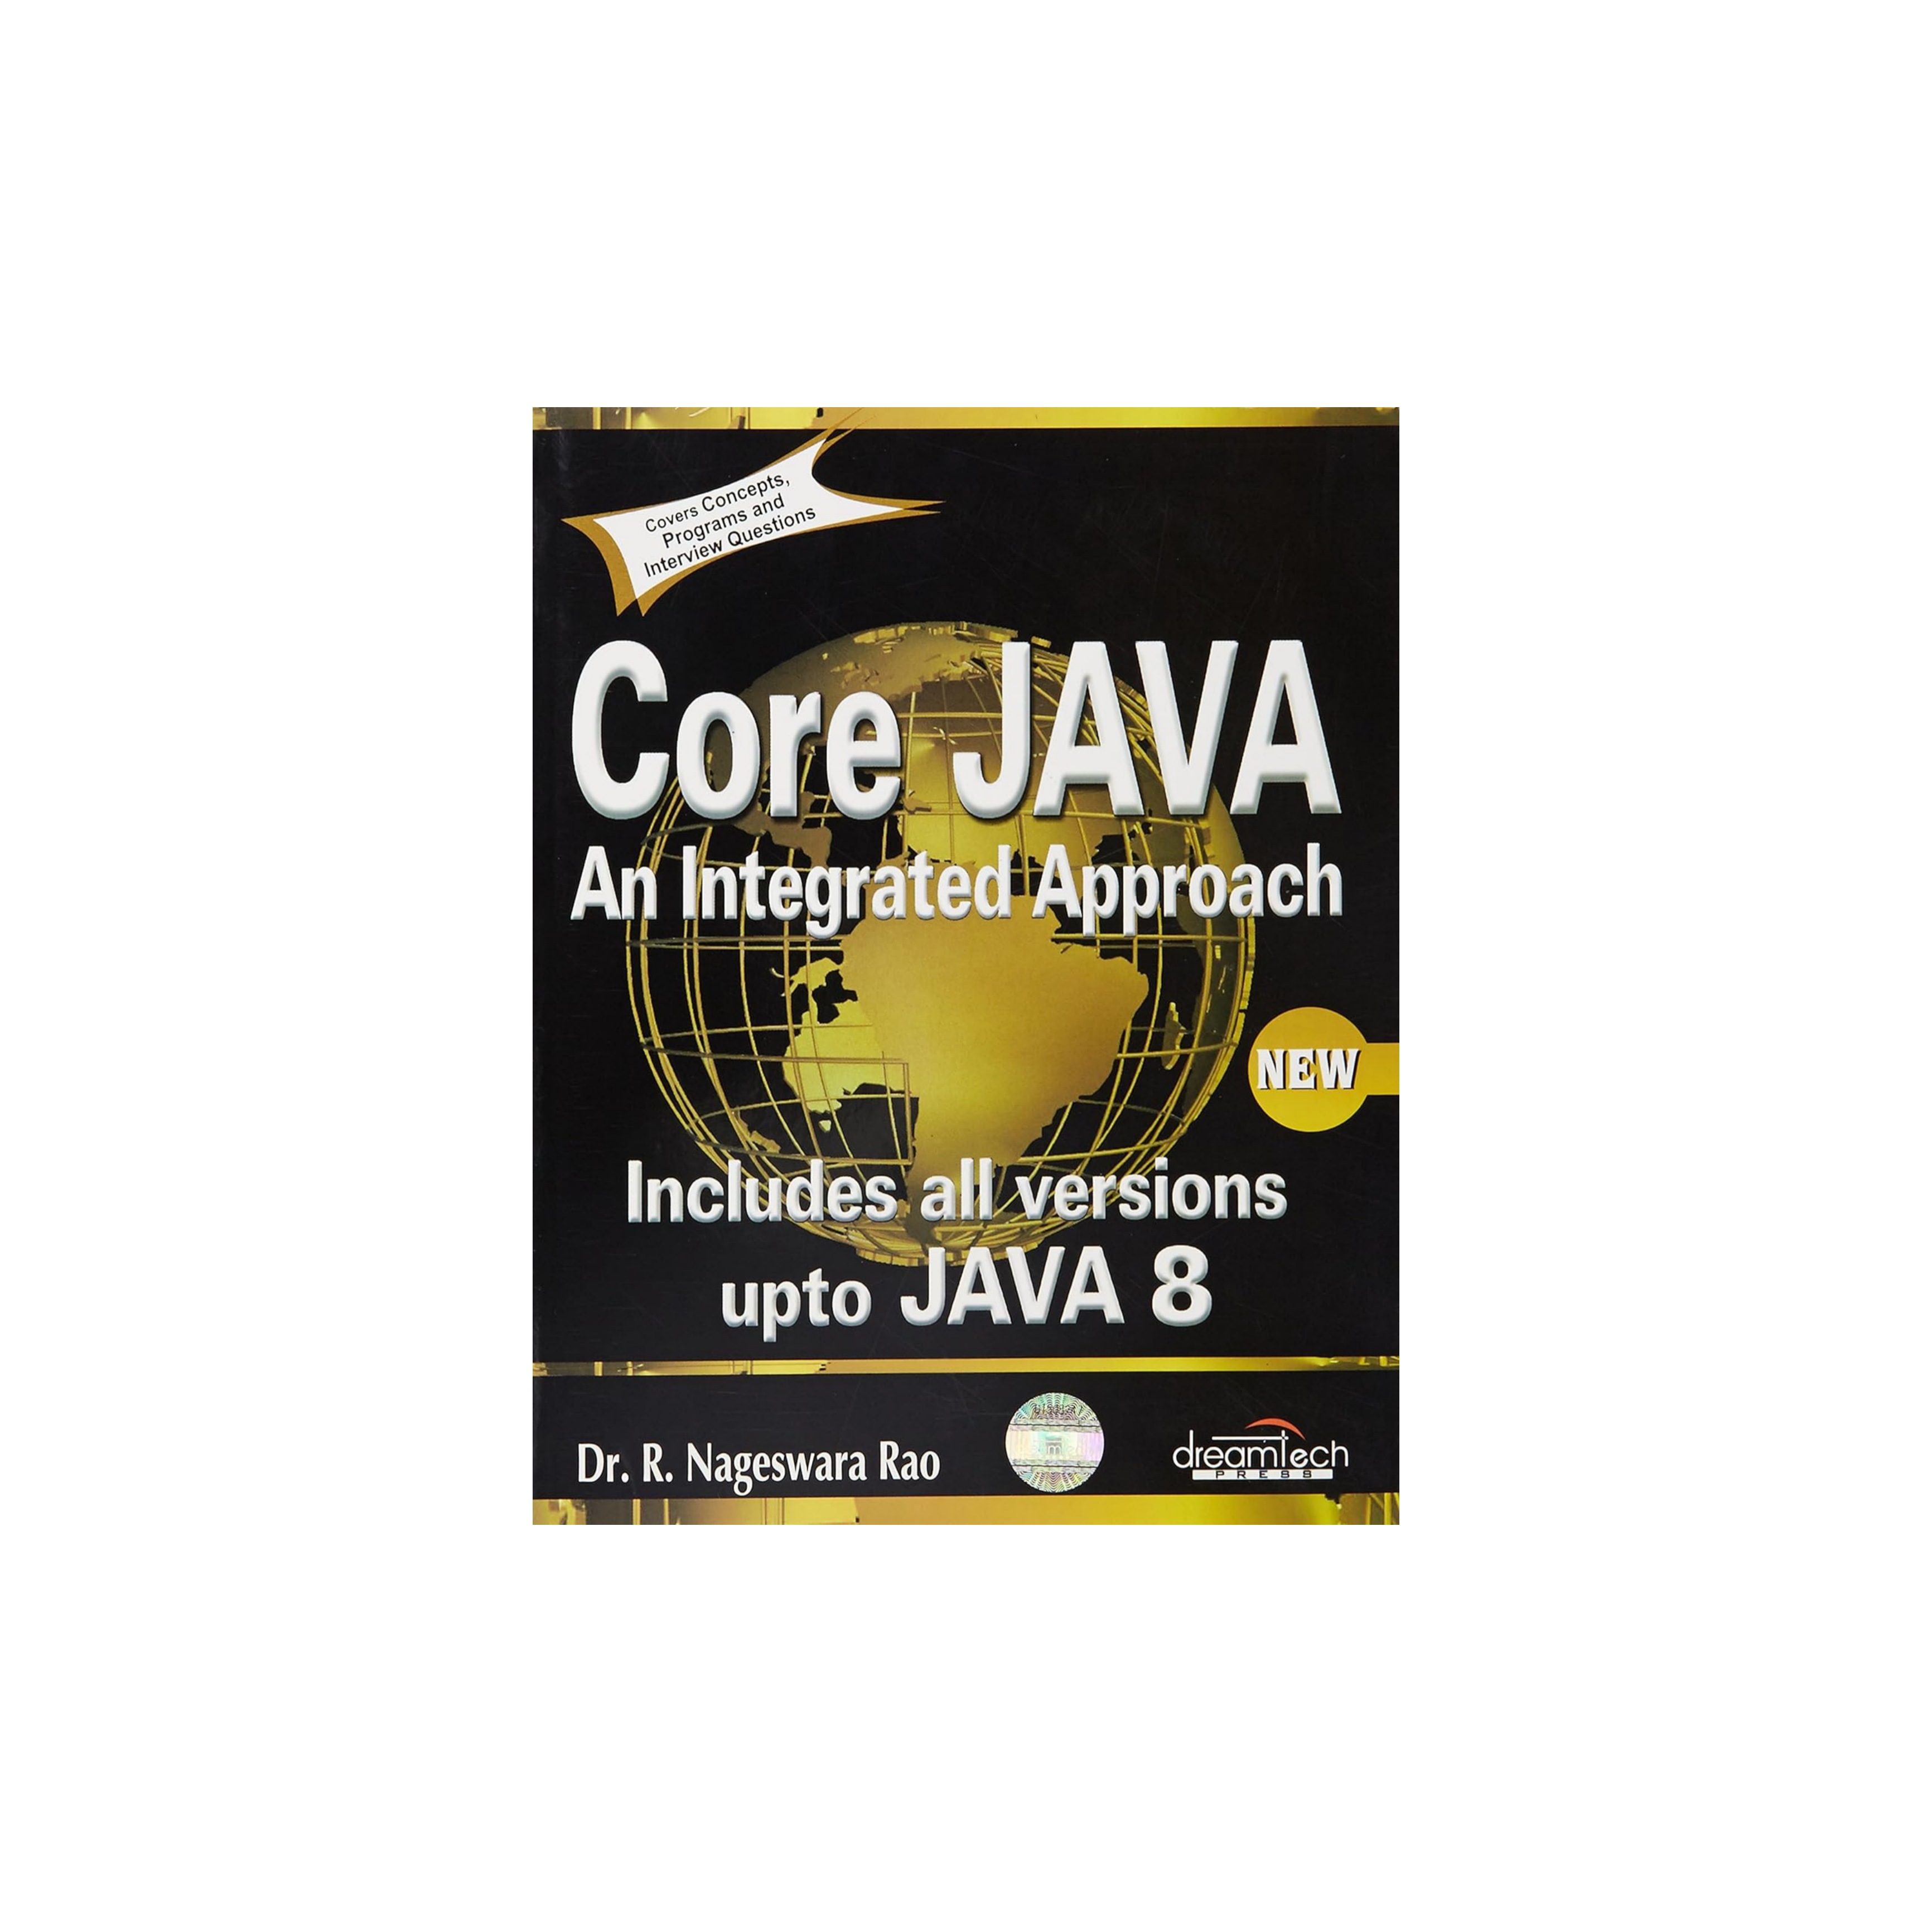 Covers Concepts,
Programs and
Interview Questions
Core JAVA
An Integrated Approach
NEW
Includes all versions
upto JAVA 8
Dr. R. Nageswara Rao
dreamtech
PRESS